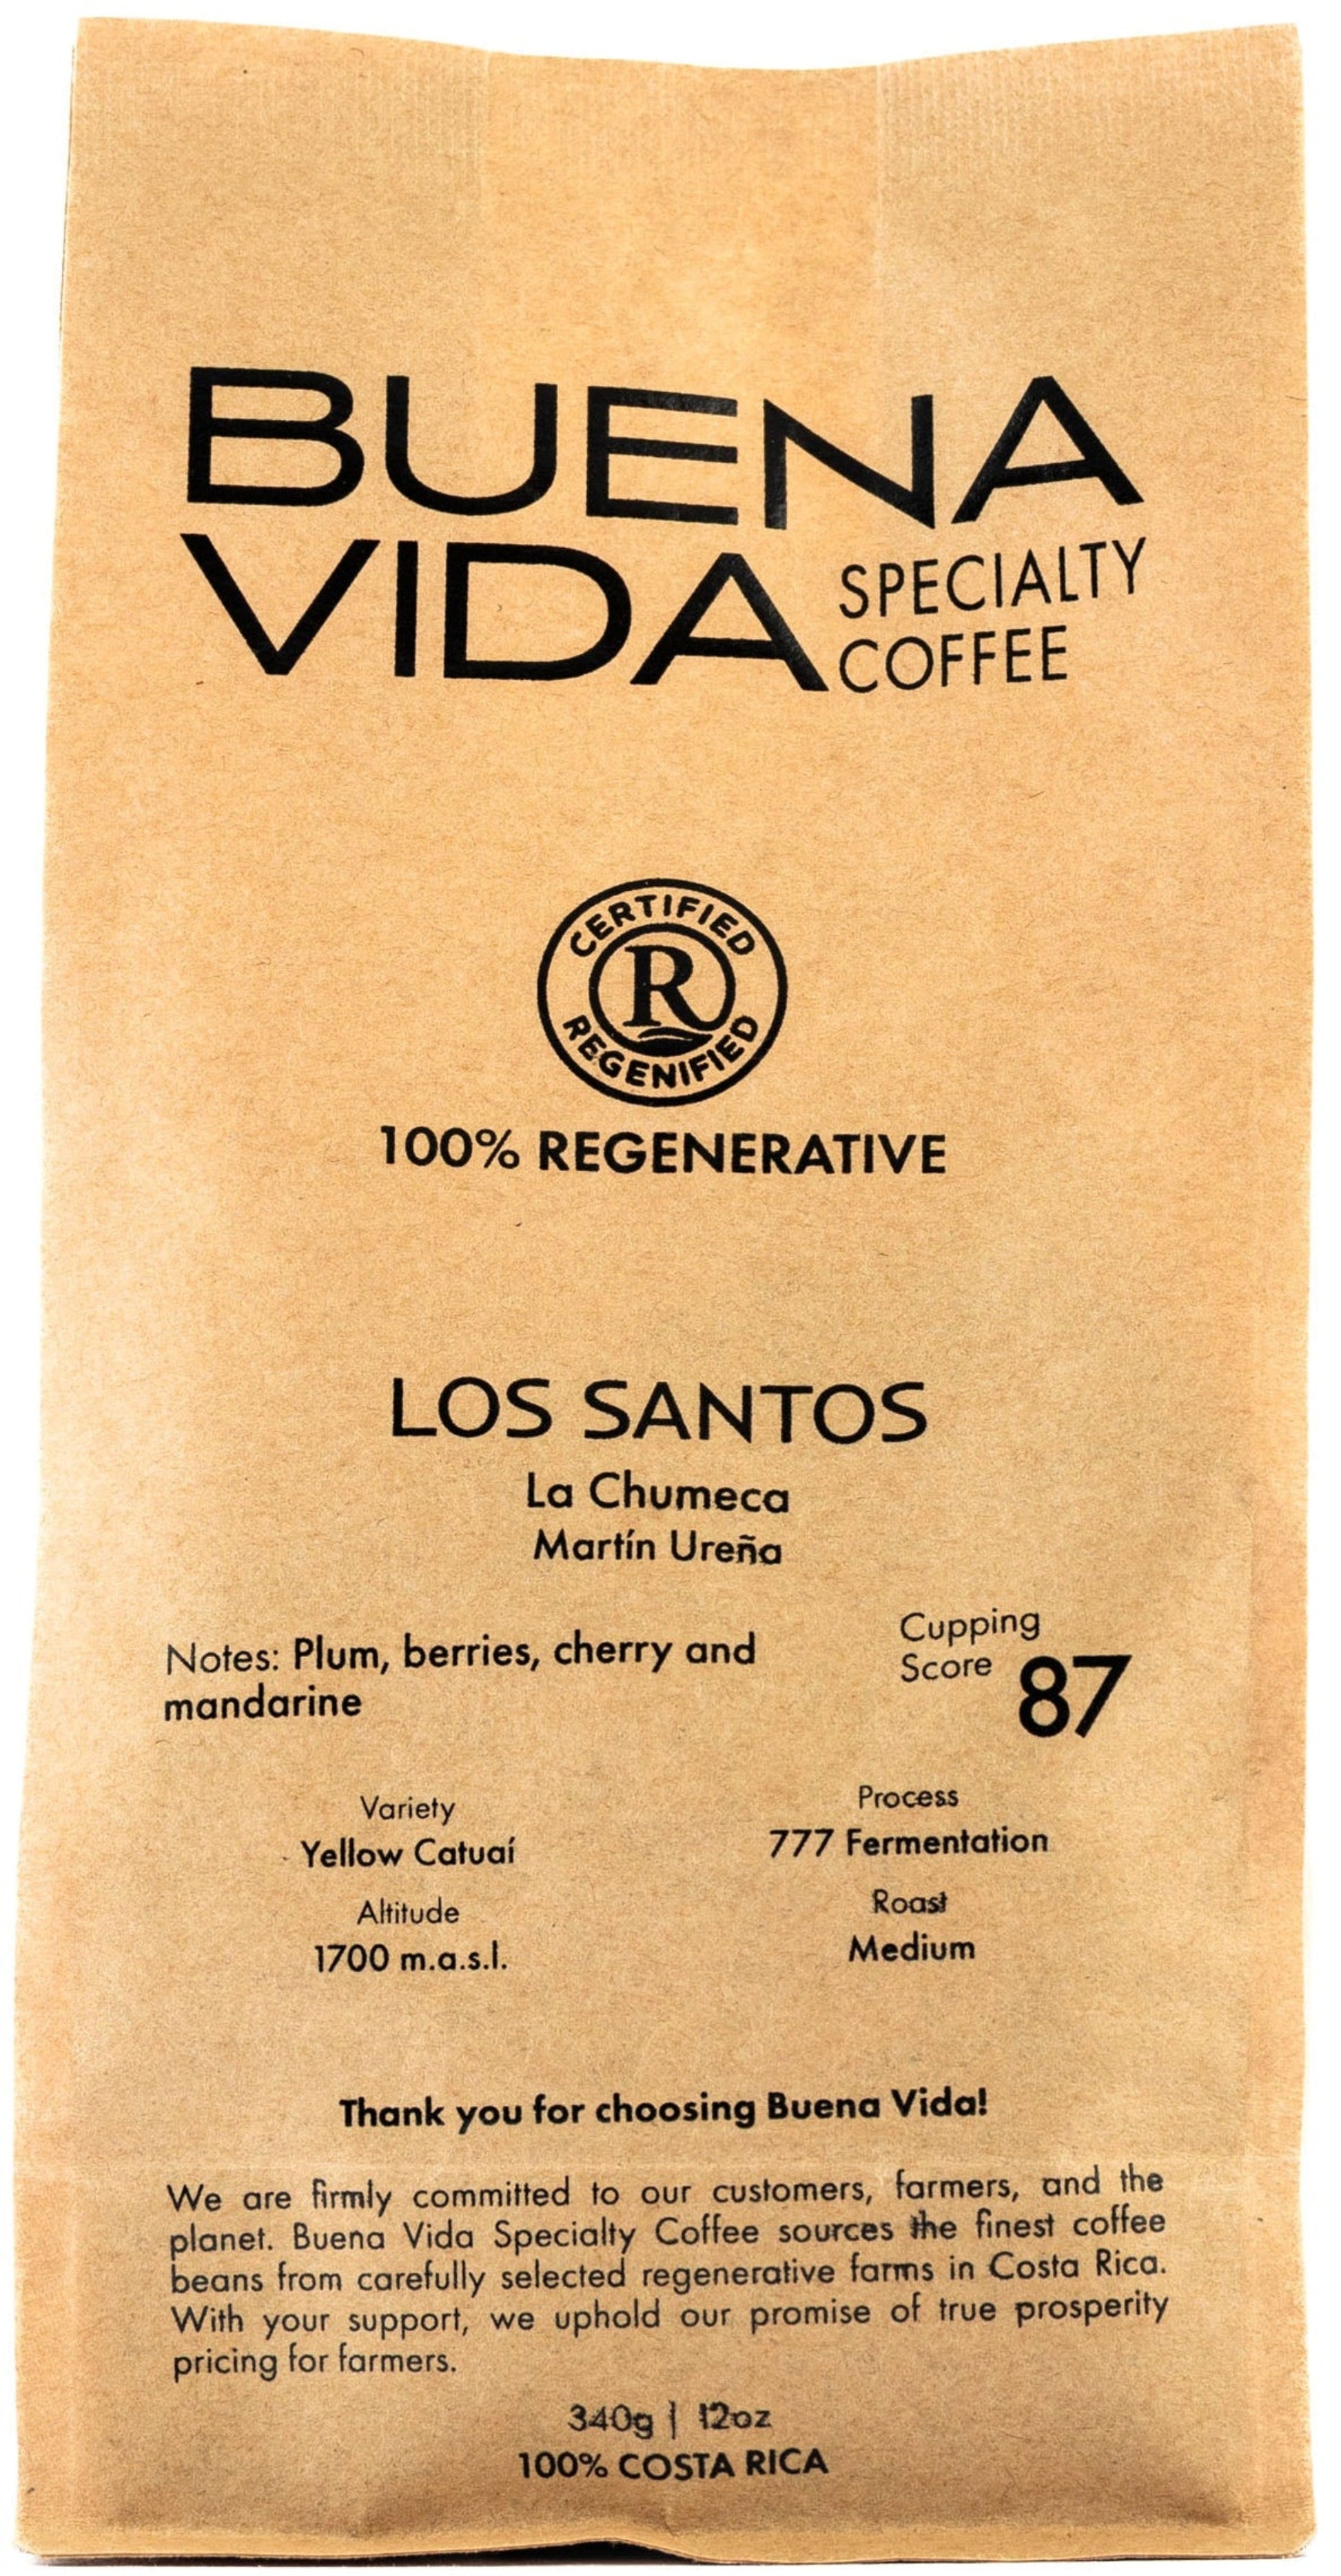 BUENA
VIDA SPECIALTY
COFFEE
CERTIFIED
R
REGENIFIED
100% REGENERATIVE
LOS SANTOS
La Chumeca
Martín Ureña
Notes: Plum, berries, cherry and
mandarine
Cupping
Score 87
Variety
Yellow Catuaí
Altitude
1700 m.a.s.l.
Process
777 Fermentation
Roast
Medium
Thank you for choosing Buena Vida!
We are firmly committed to our customers, farmers, and the
planet. Buena Vida Specialty Coffee sources the finest coffee
beans from carefully selected regenerative farms in Costa Rica.
With your support, we uphold our promise of true prosperity
pricing for farmers.
340g | 12oz
100% COSTA RICA